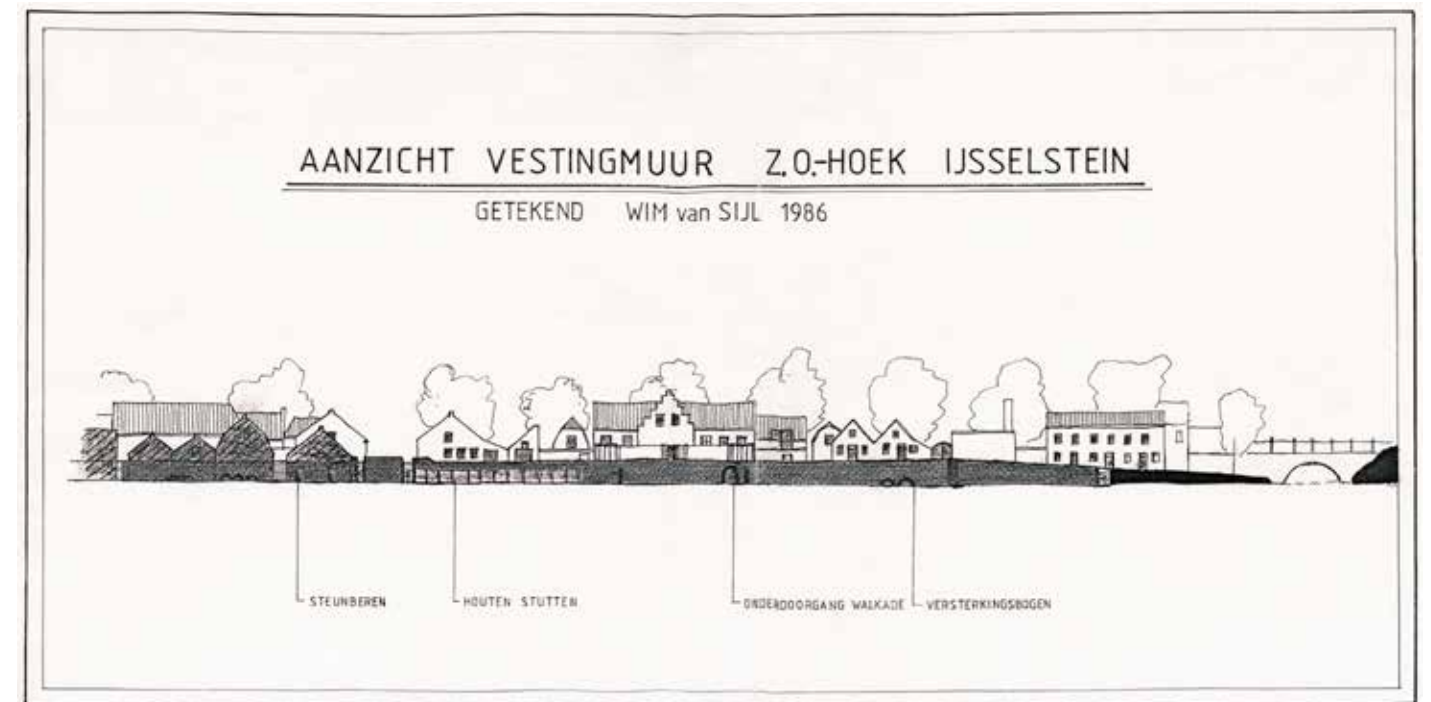 AANZICHT VESTINGMUUR Z.O.-HOEK IJSSELSTEIN
GETEKEND WIM van SIJL 1986
STEUNBEREN
HOUTEN STUTTEN
ONDERDOORGANG WALKADE
VERSTERKINGSBOGEN